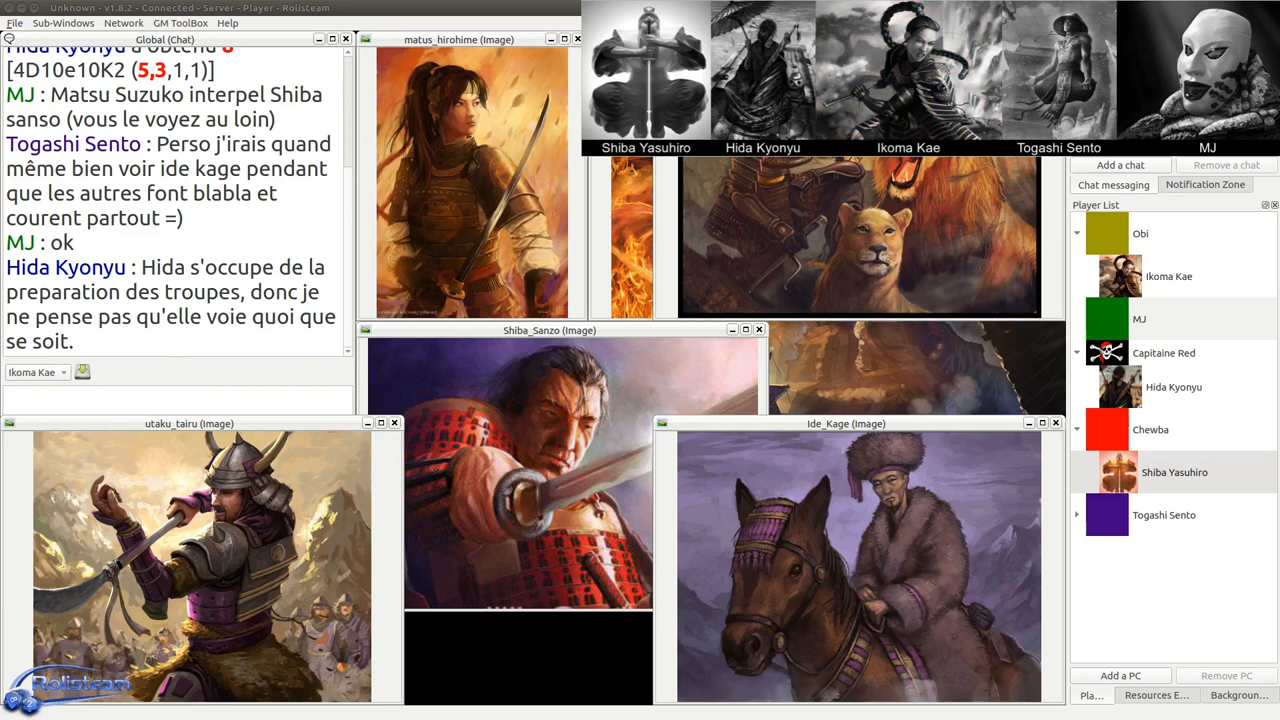 Unknown - v1.8.2 - Connected - Server - Player - Rolisteam
File Sub-Windows Network GM ToolBox Help
Global (Chat)
Hida Kyonyu a obtenu 8
[4D10e10K2 (5,3,1,1)]
MJ : Matsu Suzuko interpel Shiba
sanso (vous le voyez au loin)
Togashi Sento : Perso j'irais quand
même bien voir ide kage pendant
que les autres font blabla et
courent partout =)
MJ : ok
Hida Kyonyu : Hida s'occupe de la
preparation des troupes, donc je
ne pense pas qu'elle voie quoi que
se soit.
Ikoma Kae
matus_hirohime (Image)
Shiba_Sanzo (Image)
utaku_tairu (Image)
Ide_Kage (Image)
Shiba Yasuhiro Hida Kyonyu Ikoma Kae Togashi Sento MJ
Add a chat Remove a chat
Chat messaging Notification Zone
Player List
Obi
Ikoma Kae
MJ
Capitaine Red
Hida Kyonyu
Chewba
Shiba Yasuhiro
Togashi Sento
Add a PC Remove PC
Pla... Resources E... Backgroun...
Rolisteam